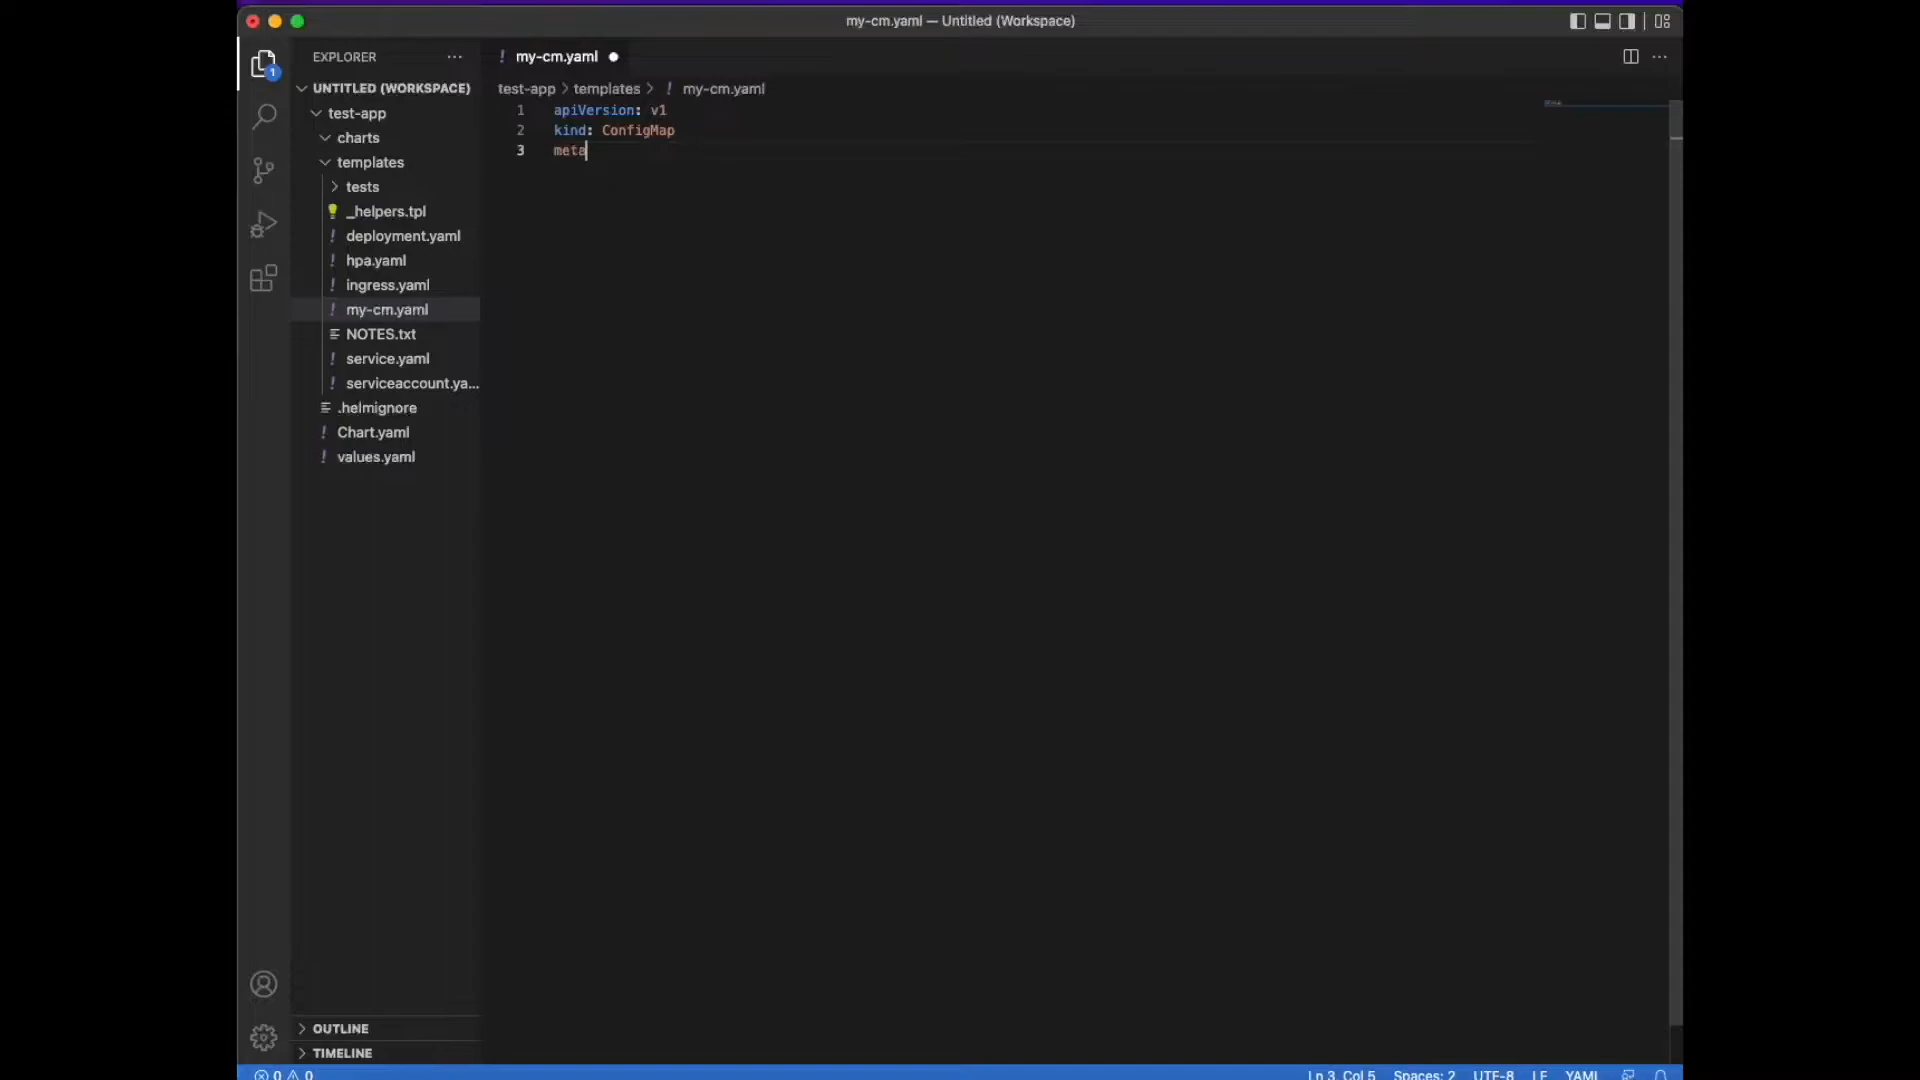 my-cm.yaml — Untitled (Workspace)
1
EXPLORER
! my-cm.yaml
UNTITLED (WORKSPACE)
test-app > templates > ! my-cm.yaml
test-app
charts
templates
tests
_helpers.tpl
! deployment.yaml
! hpa.yaml
! ingress.yaml
! my-cm.yaml
NOTES.txt
! service.yaml
! serviceaccount.ya...
.helmignore
! Chart.yaml
! values.yaml
1 apiVersion: v1
2 kind: ConfigMap
3 meta
OUTLINE
TIMELINE
0 0 Ln 3, Col 5 Spaces: 2 UTF-8 LF YAML